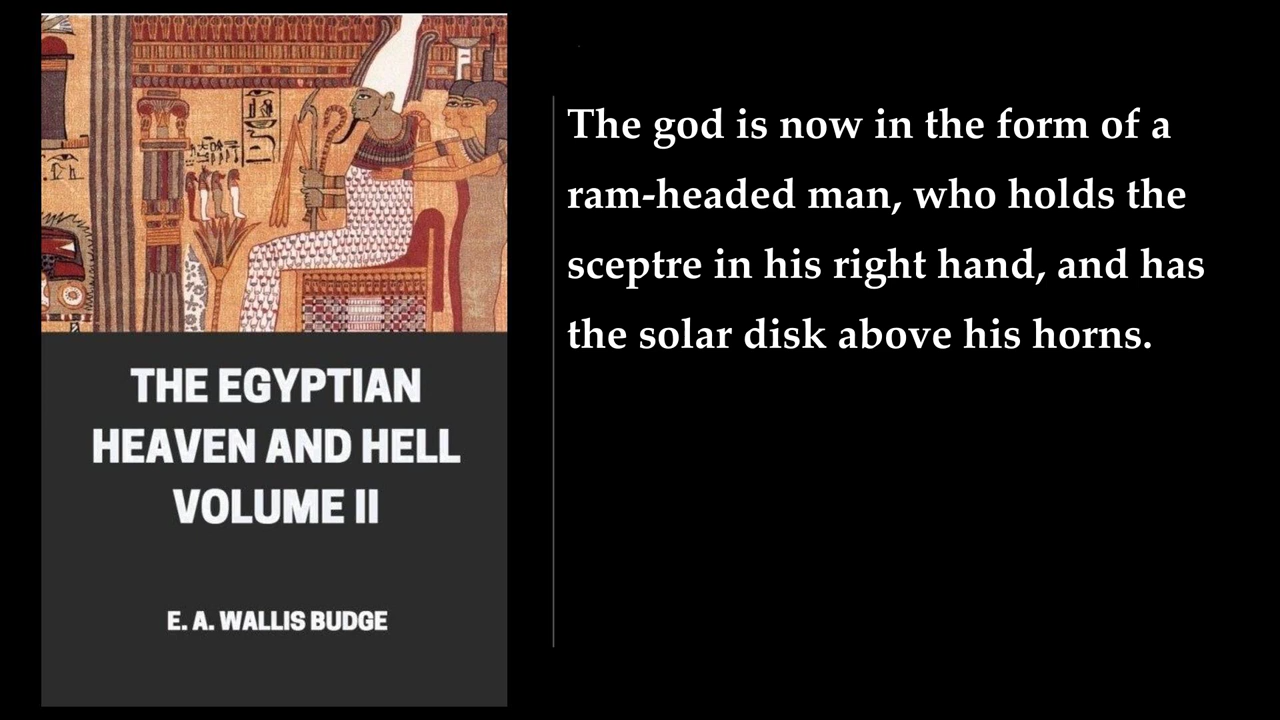 THE EGYPTIAN
HEAVEN AND HELL
VOLUME II
E. A. WALLIS BUDGE
The god is now in the form of a
ram-headed man, who holds the
sceptre in his right hand, and has
the solar disk above his horns.